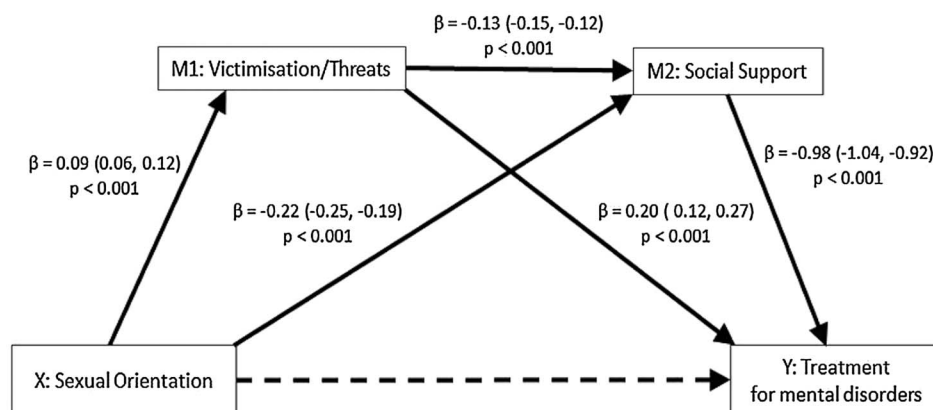 β = -0.13 (-0.15, -0.12)
p < 0.001
M1: Victimisation/Threats
M2: Social Support
β = 0.09 (0.06, 0.12)
p < 0.001
β = -0.98 (-1.04, -0.92)
p < 0.001
β = -0.22 (-0.25, -0.19)
p < 0.001
β = 0.20 ( 0.12, 0.27)
p < 0.001
X: Sexual Orientation
Y: Treatment
for mental disorders